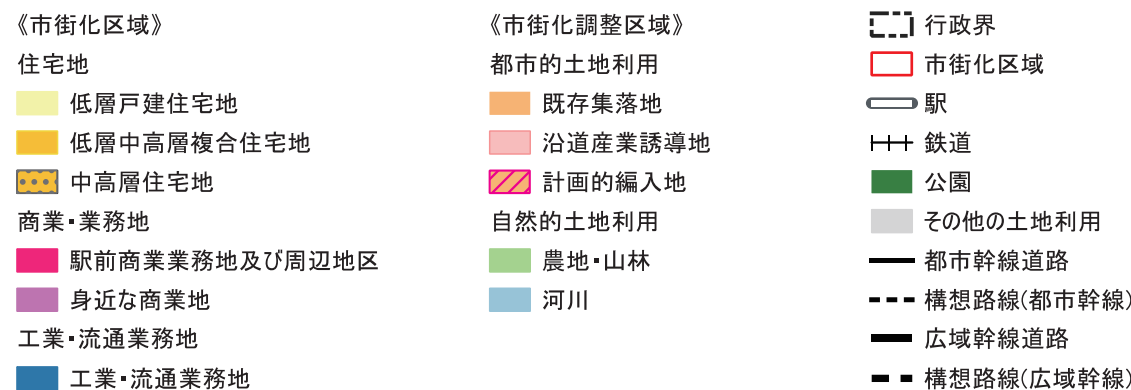 《市街化区域》
住宅地
低層戸建住宅地
低層中高層複合住宅地
中高層住宅地
商業・業務地
駅前商業業務地及び周辺地区
身近な商業地
工業・流通業務地
工業・流通業務地
《市街化調整区域》
都市的土地利用
既存集落地
沿道産業誘導地
計画的編入地
自然的土地利用
農地・山林
河川
行政界
市街化区域
駅
鉄道
公園
その他の土地利用
都市幹線道路
構想路線(都市幹線)
広域幹線道路
構想路線(広域幹線)